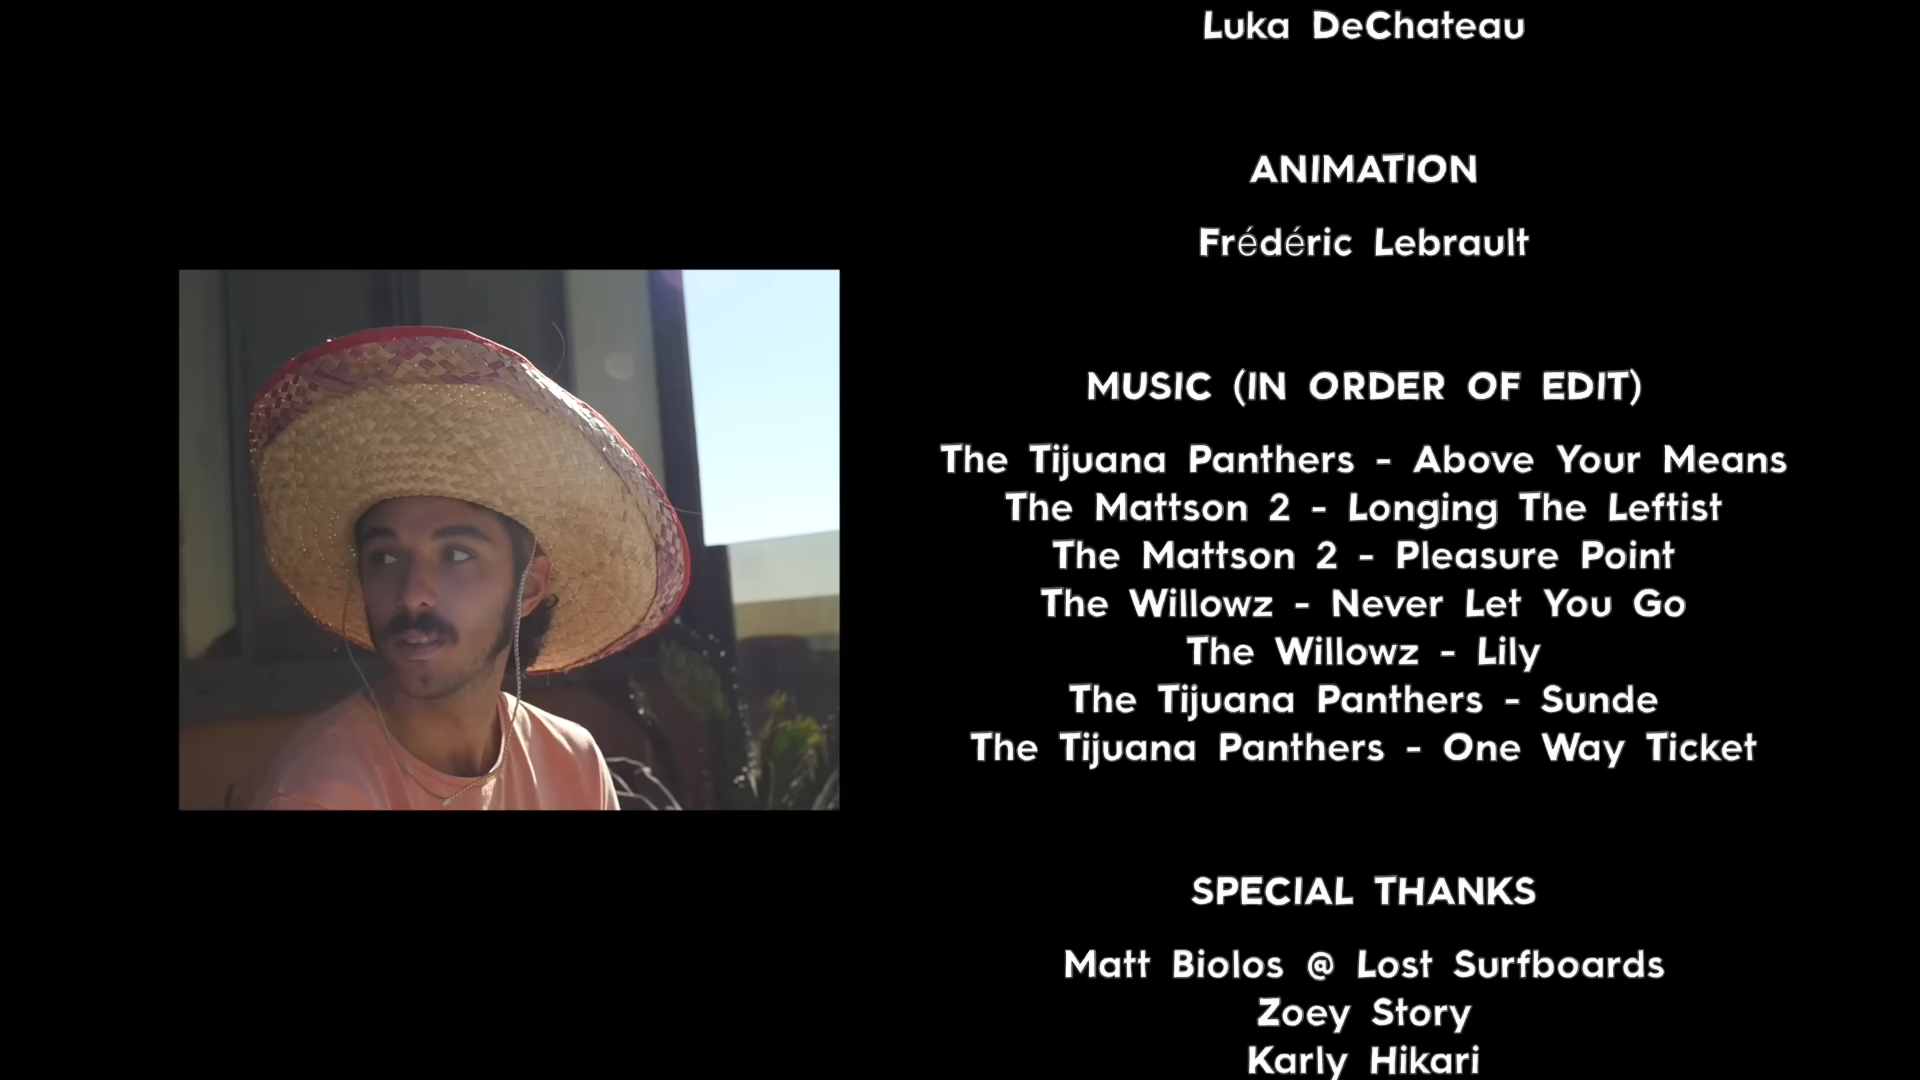 Luka DeChateau
ANIMATION
Frédéric Lebrault
MUSIC (IN ORDER OF EDIT)
The Tijuana Panthers - Above Your Means
The Mattson 2 - Longing The Leftist
The Mattson 2 - Pleasure Point
The Willowz - Never Let You Go
The Willowz - Lily
The Tijuana Panthers - Sunde
The Tijuana Panthers - One Way Ticket
SPECIAL THANKS
Matt Biolos @ Lost Surfboards
Zoey Story
Karly Hikari